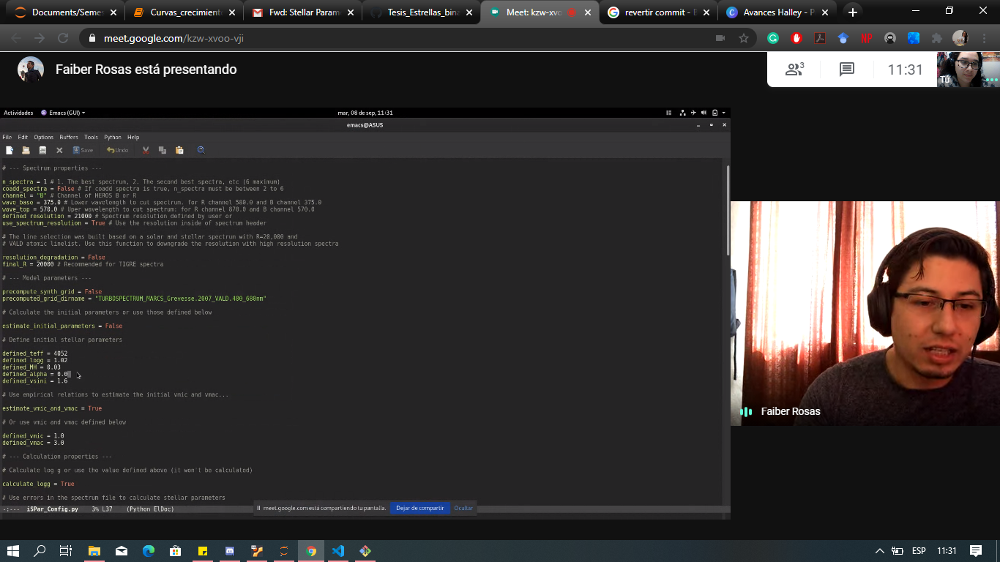 Documents/Semes
Curvas_crecimient
Fwd: Stellar Param
Tesis_Estrellas_bina
Meet: kzw-xvo
revertir commit - B
Avances Halley - P
meet.google.com/kzw-xvoo-vji
NP
Faiber Rosas está presentando
3
11:31
Tú
Actividades
Emacs (GUI)
mar, 08 de sep, 11:31
emacs@ASUS
File Edit Options Buffers Tools Python Help
Save
Undo
# --- Spectrum properties ---
n_spectra = 1 # 1. The best spectrum, 2. The second best spectra, etc (6 maximum)
coadd_spectra = False # If coadd spectra is true, n_spectra must be between 2 to 6
channel = "B" # Channel of HEROS B or R
wave_base = 375.0 # Lower wavelength to cut spectrum. for R channel 580.0 and B channel 375.0
wave_top = 570.0 # Uper wavelength to cut spectrum: for R channel 870.0 and B channel 570.0
defined_resolution = 21000 # Spectrum resolution defined by user or
use_spectrum_resolution = True # Use the resolution inside of spectrum header
# The line selection was built based on a solar and stellar spectrum with R=20,000 and
# VALD atomic linelist. Use this function to downgrade the resolution with high resolution spectra
resolution_degradation = False
final_R = 20000 # Recommended for TIGRE spectra
# --- Model parameters ---
precompute_synth_grid = False
precomputed_grid_dirname = "TURBOSPECTRUM_MARCS_Grevesse.2007_VALD.480_680nm"
# Calculate the initial parameters or use those defined below
estimate_initial_parameters = False
# Define initial stellar parameters
defined_teff = 4052
defined_logg = 1.02
defined_MH = 0.03
defined_alpha = 0.0
defined_vsini = 1.6
# Use empirical relations to estimate the initial vmic and vmac...
estimate_vmic_and_vmac = True
# Or use vmic and vmac defined below
defined_vmic = 1.0
defined_vmac = 3.0
# --- Calculation properties ---
# Calculate log g or use the value defined above (it won't be calculated)
calculate_logg = True
# Use errors in the spectrum file to calculate stellar parameters
-:--- iSPar_Config.py 3% L37 (Python ElDoc)
meet.google.com está compartiendo tu pantalla.
Dejar de compartir
Ocultar
Faiber Rosas
ESP
11:31